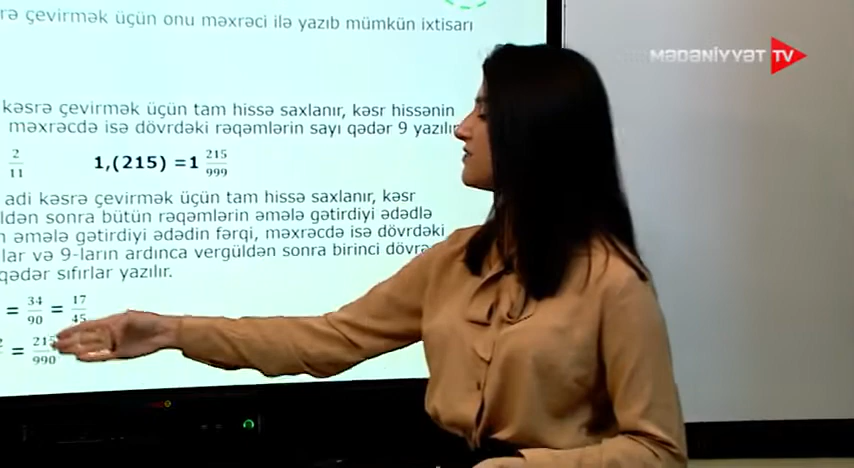 çevirmək üçün onu məxrəci ilə yazıb mümkün ixtisarı
MƏDƏNİYYƏT TV
kəsrə çevirmək üçün tam hissə saxlanır, kəsr hissənin
məxrəcdə isə dövrdəki rəqəmlərin sayı qədər 9 yazılır
2/11 1,(215) =1 215/999
adi kəsrə çevirmək üçün tam hissə saxlanır, kəsr
sonra bütün rəqəmlərin əmələ gətirdiyi ədədlə
əmələ gətirdiyi ədədin fərqi, məxrəcdə isə dövrdəki
və 9-ların ardınca vergüldən sonra birinci dövrə
qədər sıfırlar yazılır.
= 34/90 = 17/45
= 215/990